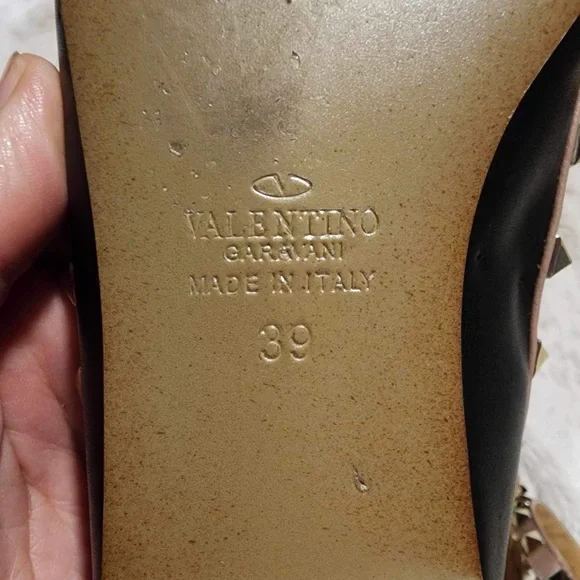 VALENTINO
GARAVANI
MADE IN ITALY
39